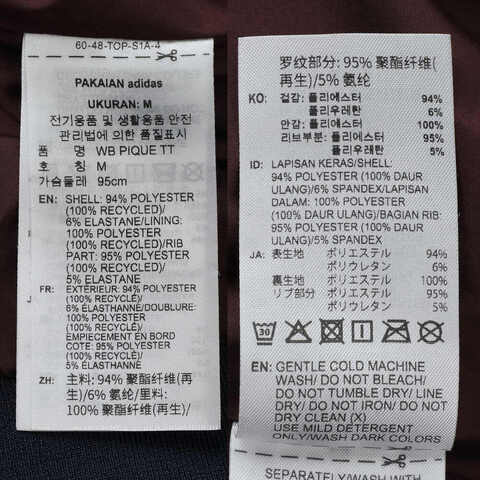 60-48-TOP-S1A-4
PAKAIAN adidas
UKURAN: M
전기용품 및 생활용품 안전
관리법에 의한 품질표시
품명 WB PIQUE TT
호칭 M
가슴둘레 95cm
EN: SHELL: 94% POLYESTER
(100% RECYCLED)/
6% ELASTANE/LINING:
100% POLYESTER
(100% RECYCLED)/RIB
PART: 95% POLYESTER
(100% RECYCLED)/
5% ELASTANE
FR: EXTÉRIEUR: 94% POLYESTER
(100% RECYCLÉ)/
6% ÉLASTHANNE/DOUBLURE:
100% POLYESTER
(100% RECYCLÉ)/
EMPIECEMENT EN BORD
COTE: 95% POLYESTER
(100% RECYCLÉ)/
5% ÉLASTHANNE
ZH: 主料: 94% 聚酯纤维(再
生)/6% 氨纶/里料:
100% 聚酯纤维(再生)/
罗纹部分: 95% 聚酯纤维(
再生)/5% 氨纶
KO: 겉감: 폴리에스터 94%
폴리우레탄 6%
안감: 폴리에스터 100%
리브부분: 폴리에스터 95%
폴리우레탄 5%
ID: LAPISAN KERAS/SHELL:
94% POLYESTER (100% DAUR
ULANG)/6% SPANDEX/LAPISAN
DALAM: 100% POLYESTER
(100% DAUR ULANG)/BAGIAN RIB:
95% POLYESTER (100% DAUR
ULANG)/5% SPANDEX
JA: 表生地 ポリエステル 94%
ポリウレタン 6%
裏生地 ポリエステル 100%
リブ部分 ポリエステル 95%
ポリウレタン 5%
30
EN: GENTLE COLD MACHINE
WASH/ DO NOT BLEACH/
DO NOT TUMBLE DRY/ LINE
DRY/ DO NOT IRON/ DO NOT
DRY CLEAN (X)
USE MILD DETERGENT
ONLY/WASH DARK COLORS
SEPARATELY/WASH WITH